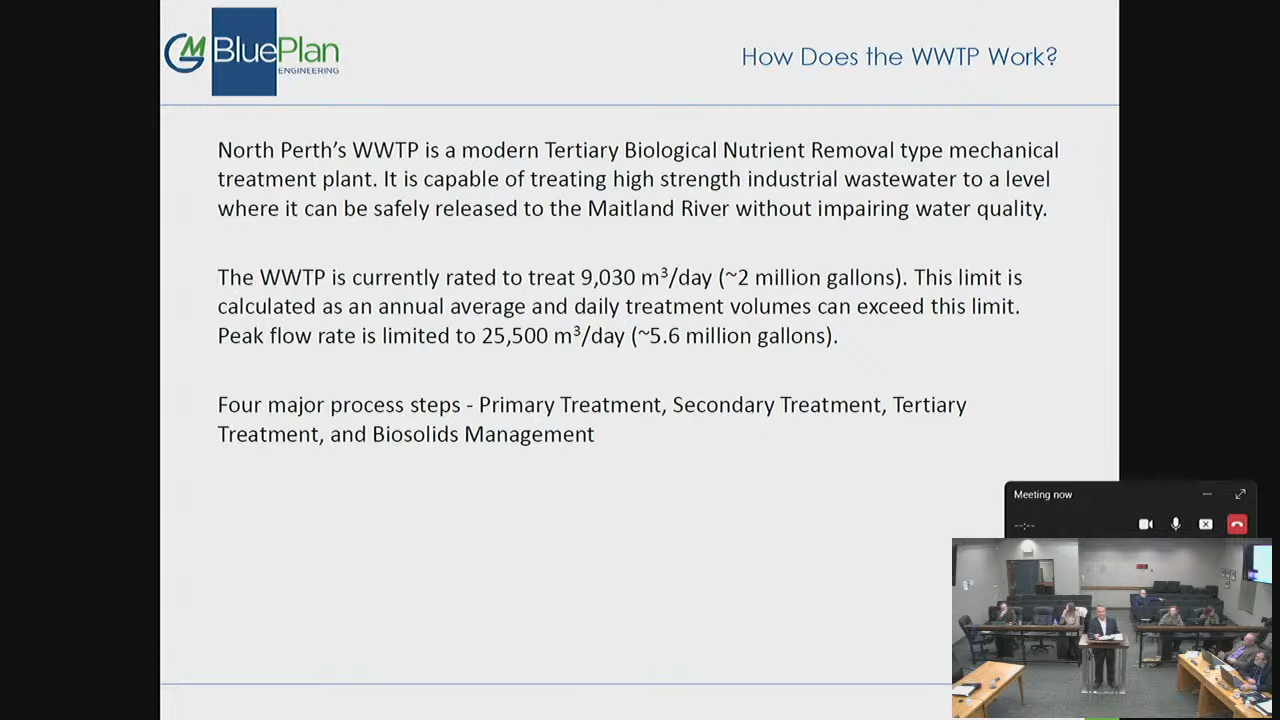 GM BluePlan
ENGINEERING
How Does the WWTP Work?
North Perth's WWTP is a modern Tertiary Biological Nutrient Removal type mechanical
treatment plant. It is capable of treating high strength industrial wastewater to a level
where it can be safely released to the Maitland River without impairing water quality.
The WWTP is currently rated to treat 9,030 m³/day (~2 million gallons). This limit is
calculated as an annual average and daily treatment volumes can exceed this limit.
Peak flow rate is limited to 25,500 m³/day (~5.6 million gallons).
Four major process steps - Primary Treatment, Secondary Treatment, Tertiary
Treatment, and Biosolids Management
Meeting now
--:--